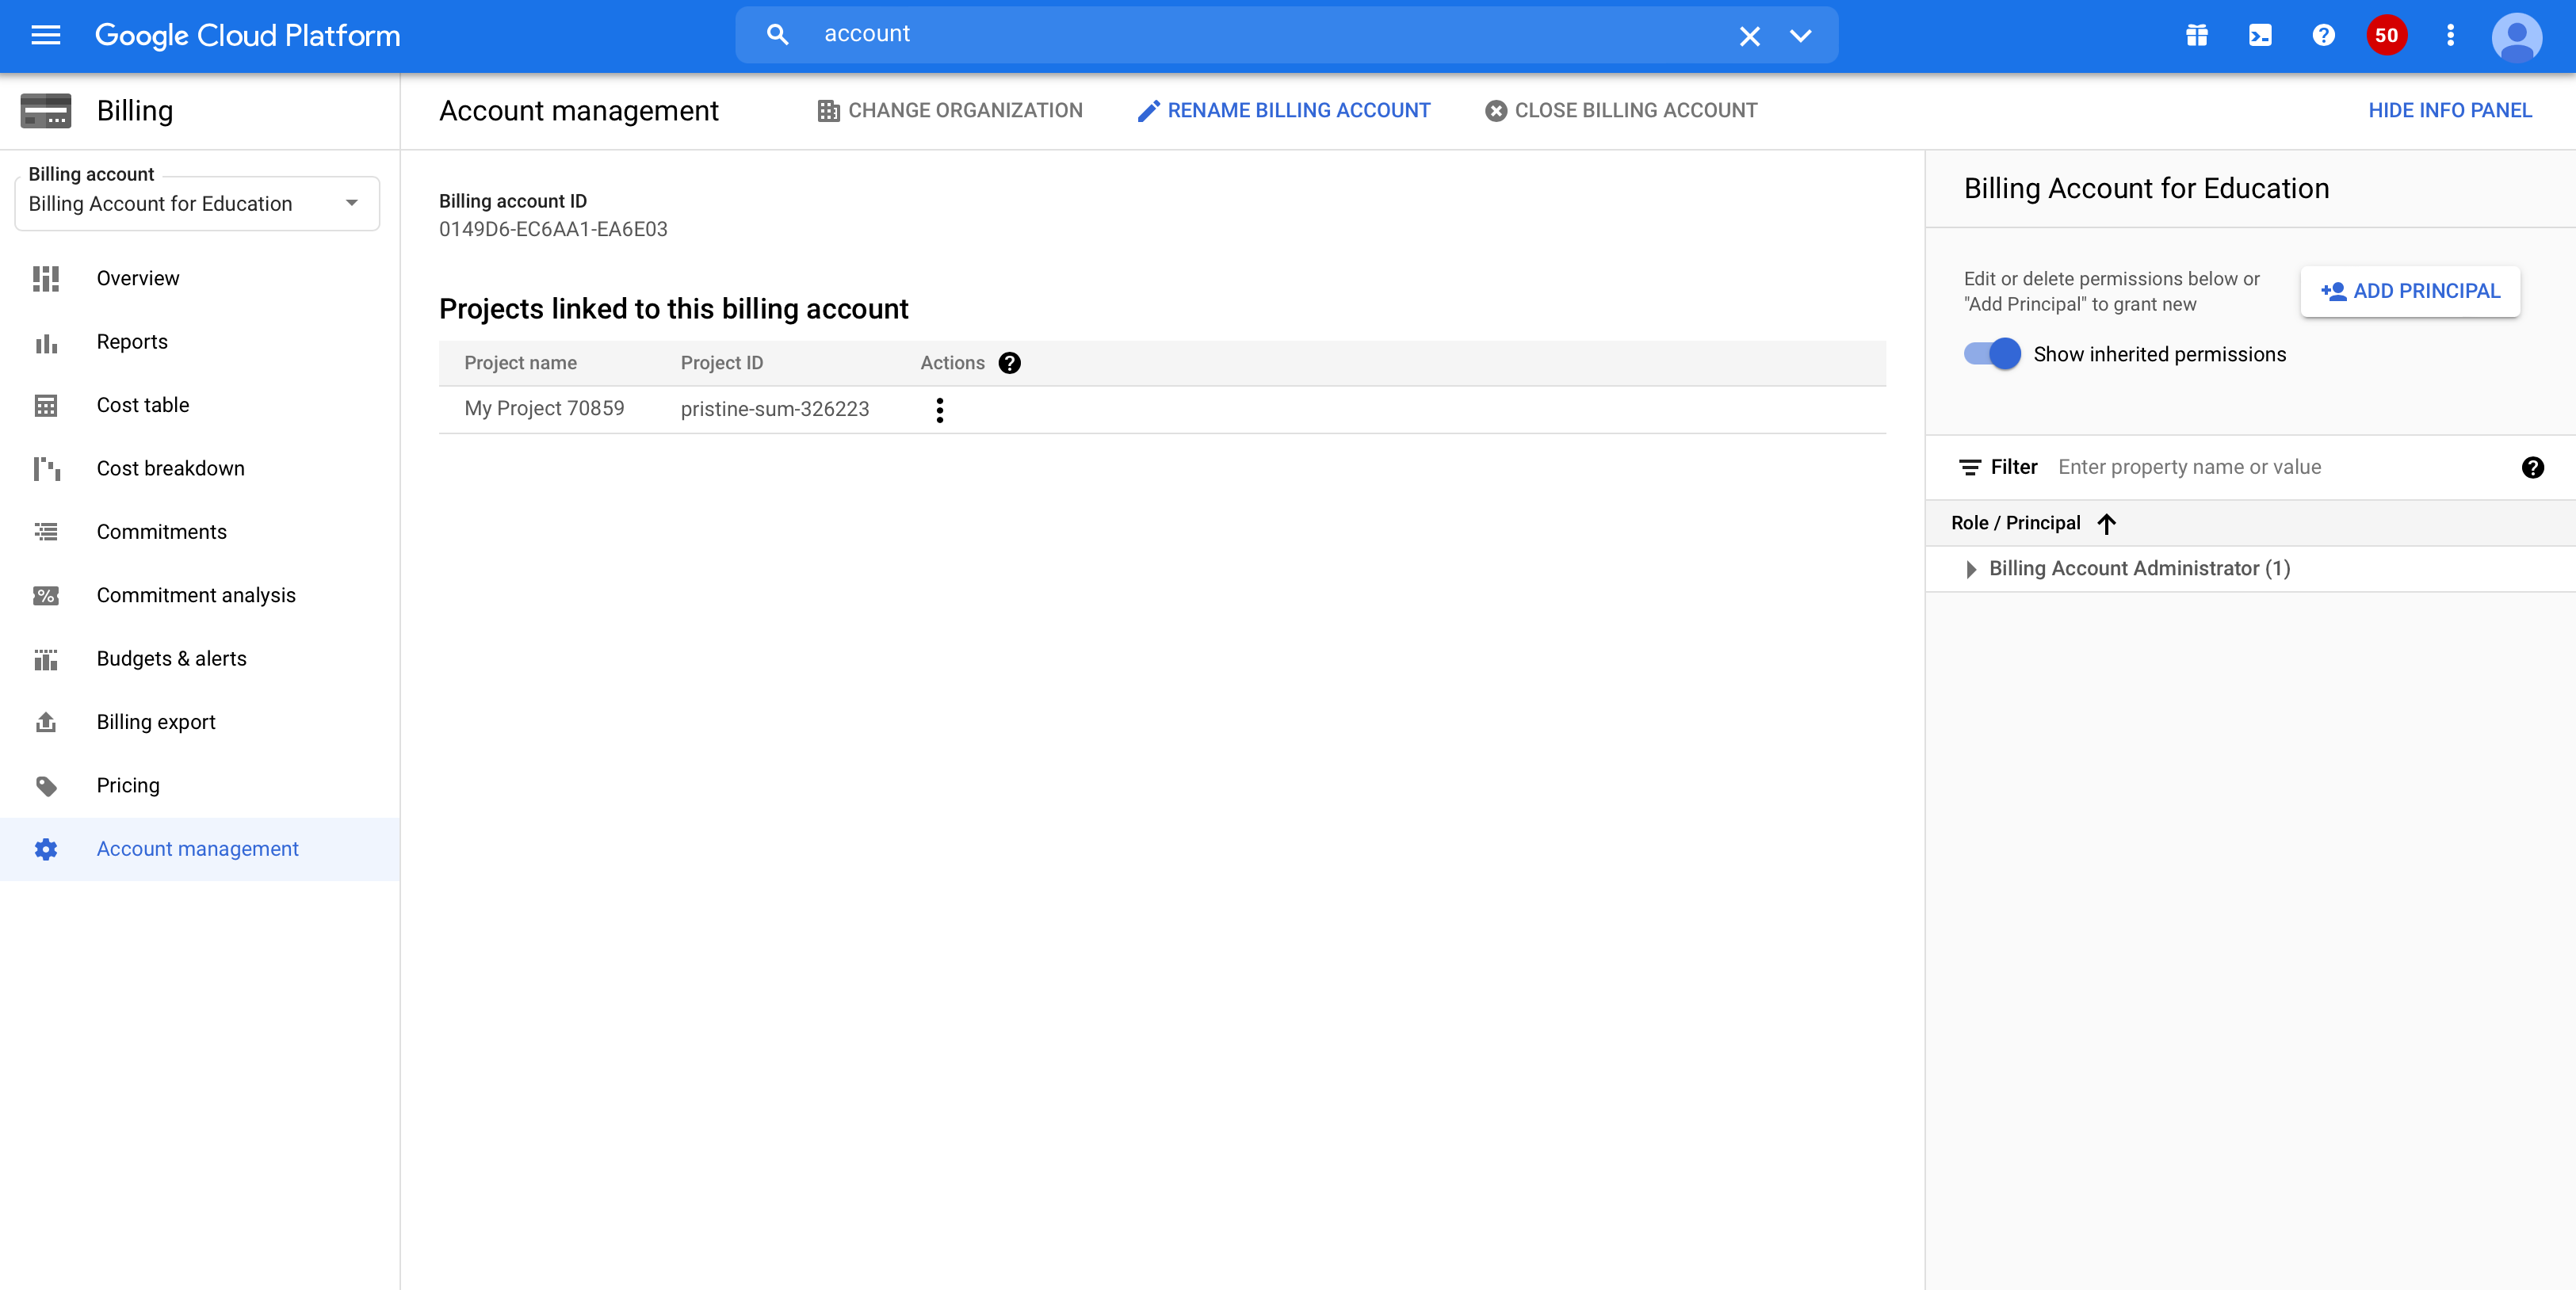 Google Cloud Platform
account
50
Billing
Account management
CHANGE ORGANIZATION
RENAME BILLING ACCOUNT
CLOSE BILLING ACCOUNT
HIDE INFO PANEL
Billing account
Billing Account for Education
Overview
Reports
Cost table
Cost breakdown
Commitments
Commitment analysis
Budgets & alerts
Billing export
Pricing
Account management
Billing account ID
0149D6-EC6AA1-EA6E03
Projects linked to this billing account
Project name Project ID Actions
My Project 70859 pristine-sum-326223
Billing Account for Education
Edit or delete permissions below or
"Add Principal" to grant new
ADD PRINCIPAL
Show inherited permissions
Filter Enter property name or value
Role / Principal
Billing Account Administrator (1)